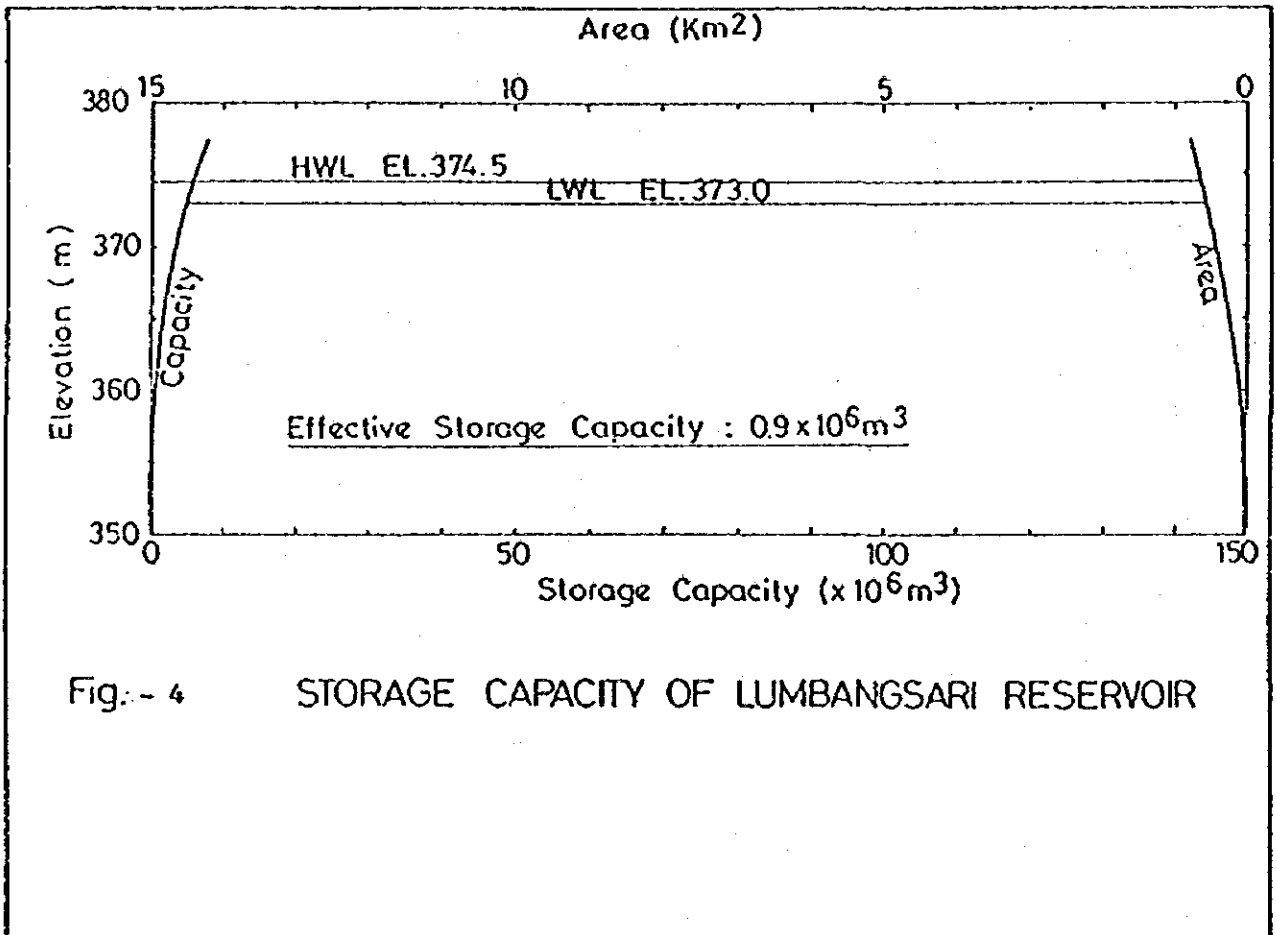 Area (Km2)
15 10 5 0
380
HWL EL.374.5
LWL EL.373.0
370
Elevation (m)
Capacity
Area
360
Effective Storage Capacity : 0.9x10⁶m³
350
0 50 100 150
Storage Capacity (x10⁶m³)
Fig.- 4 STORAGE CAPACITY OF LUMBANGSARI RESERVOIR